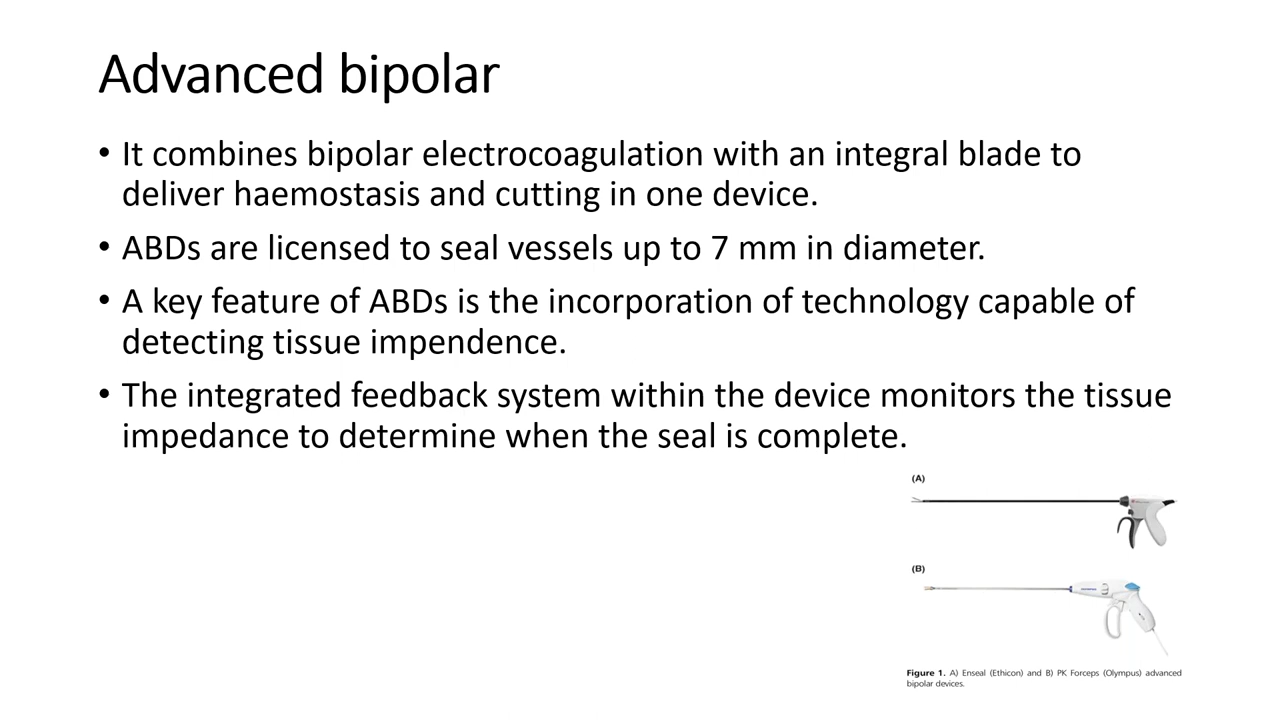 Advanced bipolar
• It combines bipolar electrocoagulation with an integral blade to
deliver haemostasis and cutting in one device.
• ABDs are licensed to seal vessels up to 7 mm in diameter.
• A key feature of ABDs is the incorporation of technology capable of
detecting tissue impendence.
• The integrated feedback system within the device monitors the tissue
impedance to determine when the seal is complete.
(A)
(B)
Figure 1. A) Enseal (Ethicon) and B) PK Forceps (Olympus) advanced
bipolar devices.